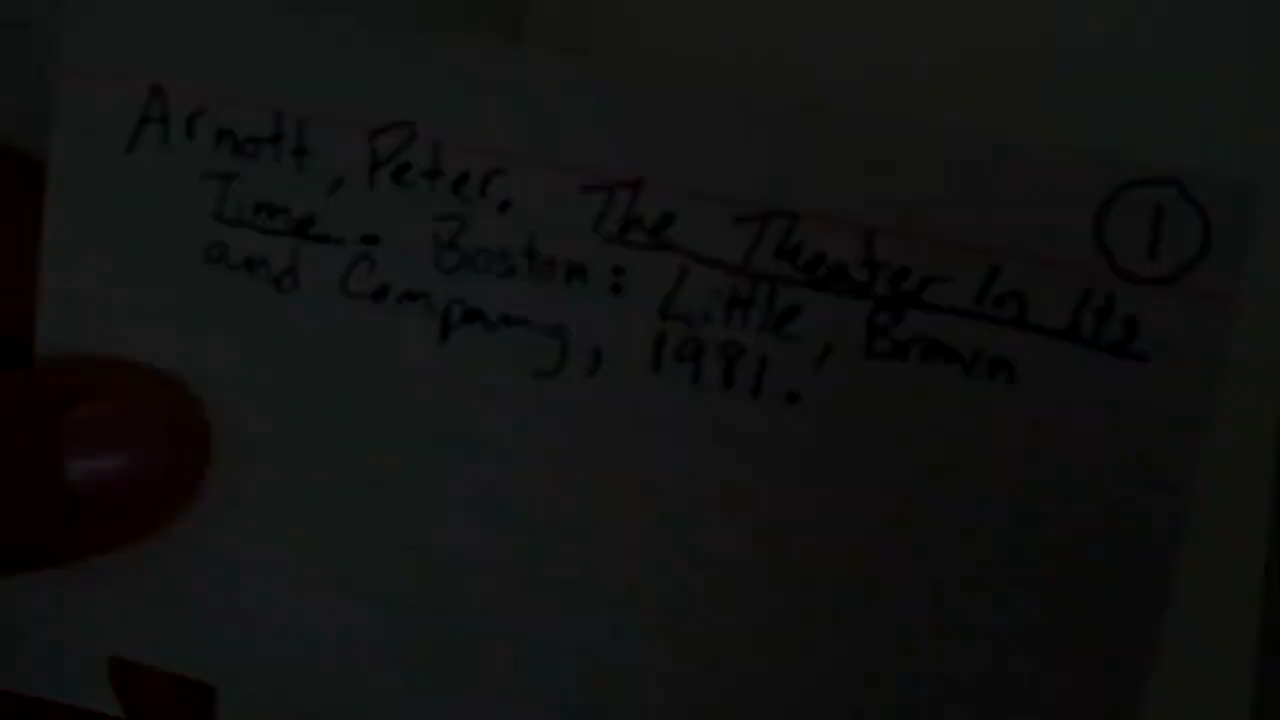 Arnott, Peter. The Theater In Its
Time. Boston: Little, Brown
and Company, 1981.
1